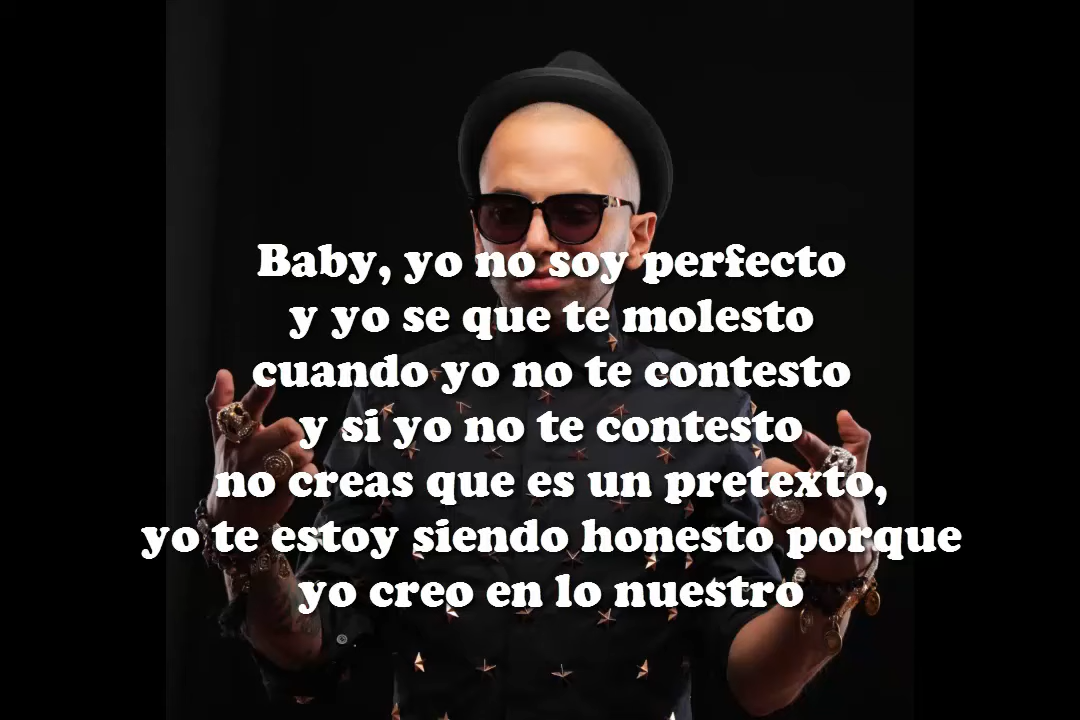 Baby, yo no soy perfecto
y yo se que te molesto
cuando yo no te contesto
y si yo no te contesto
no creas que es un pretexto,
yo te estoy siendo honesto porque
yo creo en lo nuestro